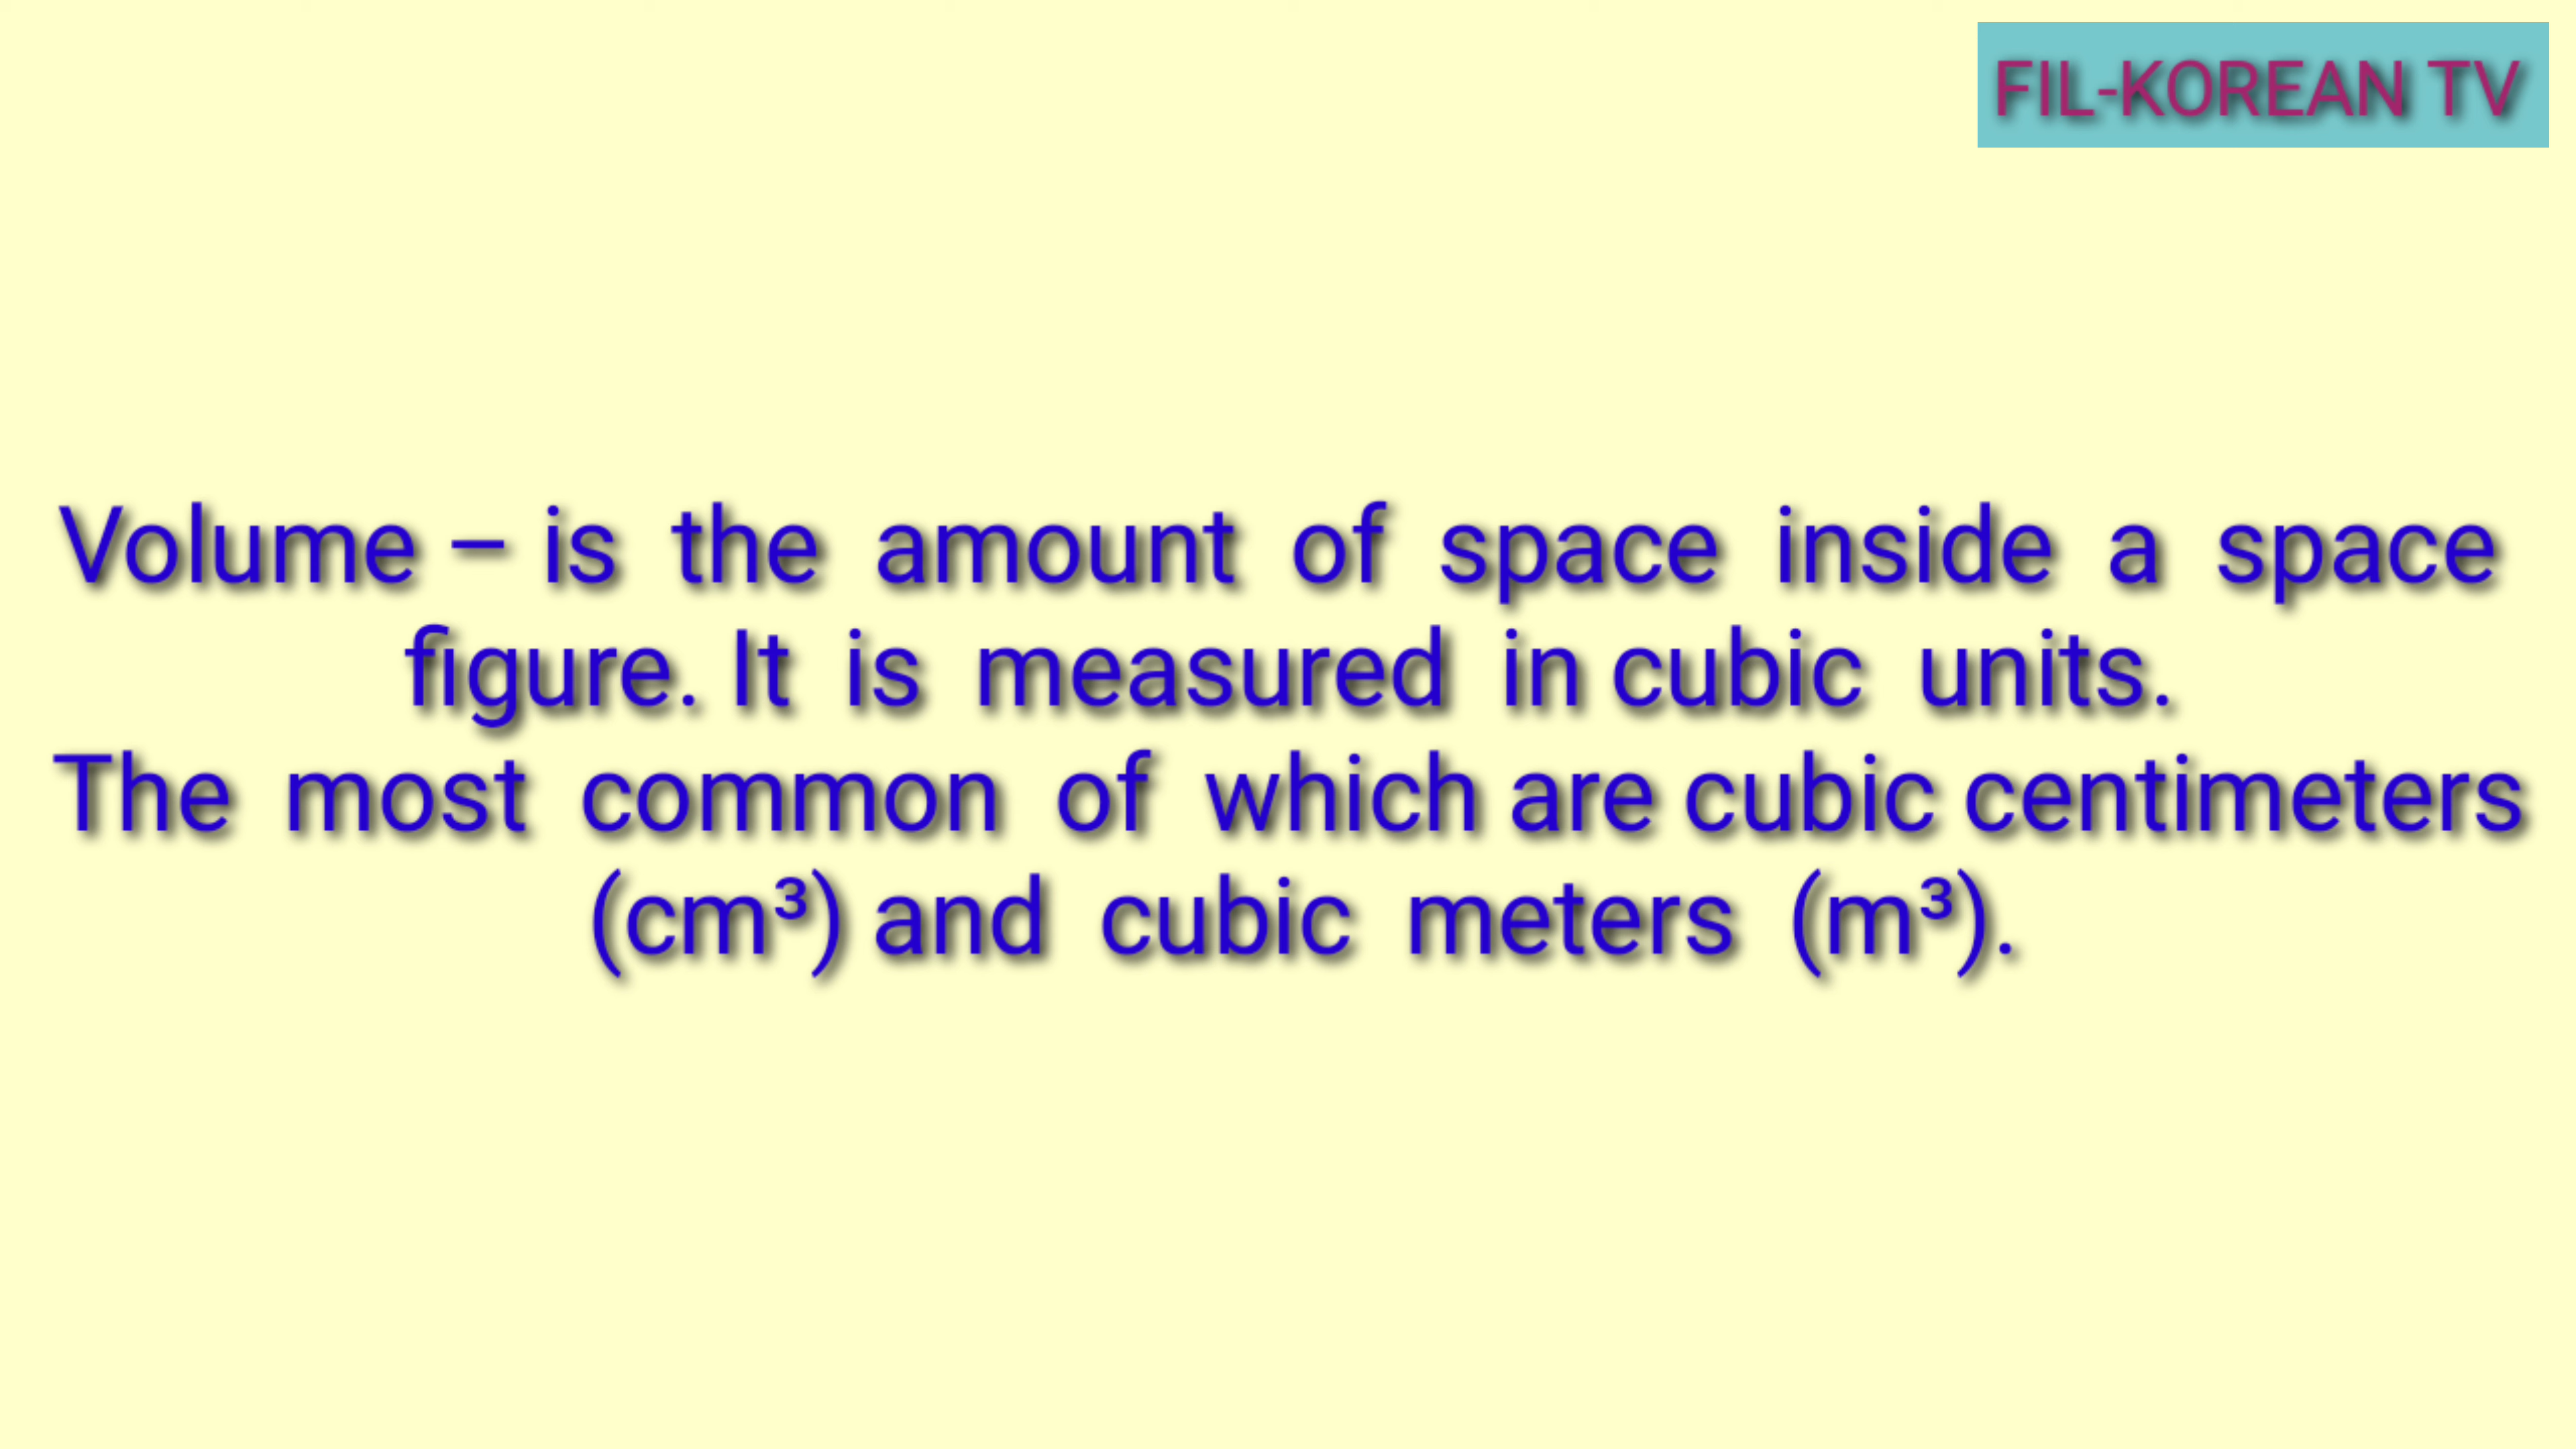 FIL-KOREAN TV
Volume – is the amount of space inside a space
figure. It is measured in cubic units.
The most common of which are cubic centimeters
(cm³) and cubic meters (m³).